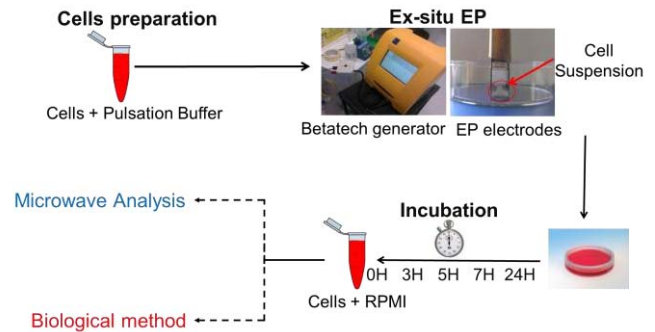 Cells preparation
Ex-situ EP
Cell
Suspension
Cells + Pulsation Buffer
Betatech generator
EP electrodes
Microwave Analysis
Incubation
0H 3H 5H 7H 24H
Cells + RPMI
Biological method